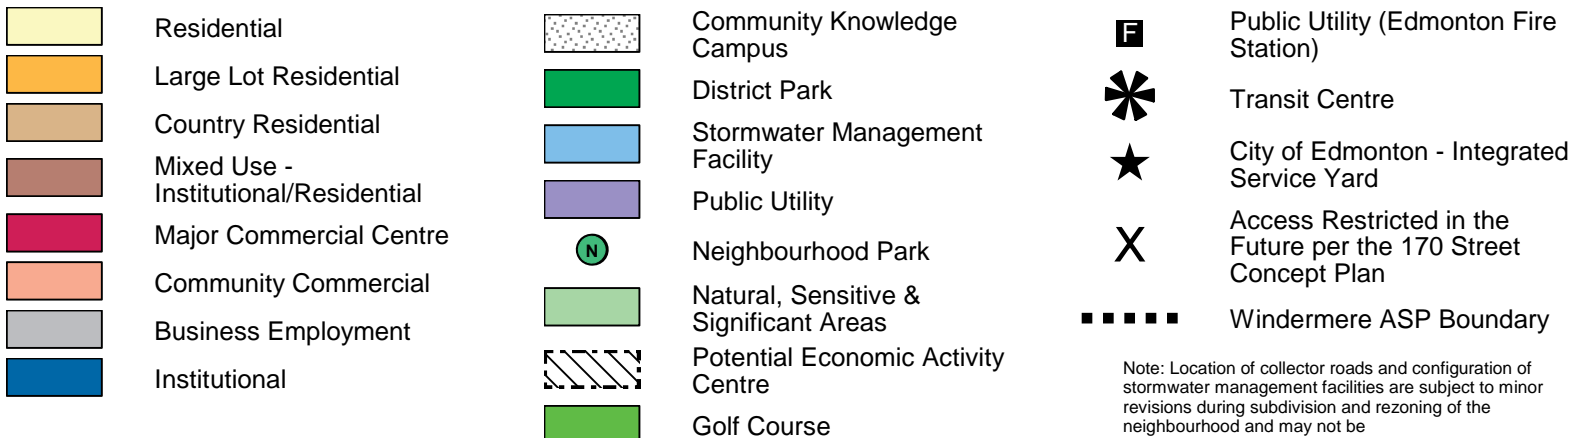 Residential
Large Lot Residential
Country Residential
Mixed Use -
Institutional/Residential
Major Commercial Centre
Community Commercial
Business Employment
Institutional
Community Knowledge
Campus
District Park
Stormwater Management
Facility
Public Utility
N
Neighbourhood Park
Natural, Sensitive &
Significant Areas
Potential Economic Activity
Centre
Golf Course
F
Public Utility (Edmonton Fire
Station)
Transit Centre
City of Edmonton - Integrated
Service Yard
X
Access Restricted in the
Future per the 170 Street
Concept Plan
Windermere ASP Boundary
Note: Location of collector roads and configuration of
stormwater management facilities are subject to minor
revisions during subdivision and rezoning of the
neighbourhood and may not be